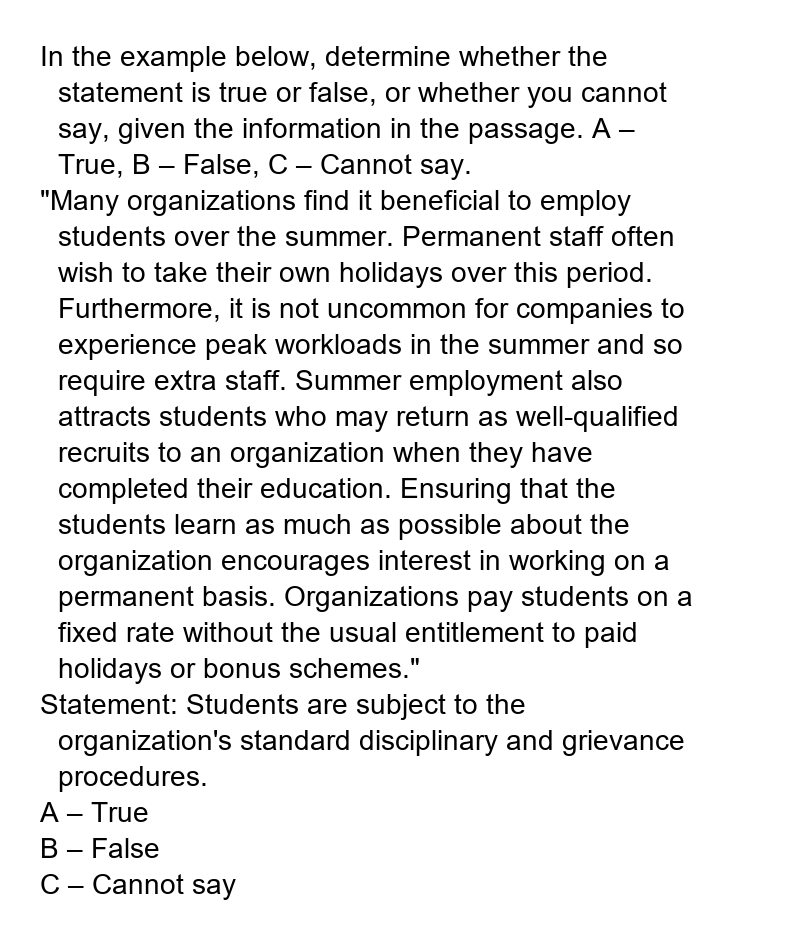 In the example below, determine whether the
statement is true or false, or whether you cannot
say, given the information in the passage. A –
True, B – False, C – Cannot say.
"Many organizations find it beneficial to employ
students over the summer. Permanent staff often
wish to take their own holidays over this period.
Furthermore, it is not uncommon for companies to
experience peak workloads in the summer and so
require extra staff. Summer employment also
attracts students who may return as well-qualified
recruits to an organization when they have
completed their education. Ensuring that the
students learn as much as possible about the
organization encourages interest in working on a
permanent basis. Organizations pay students on a
fixed rate without the usual entitlement to paid
holidays or bonus schemes."
Statement: Students are subject to the
organization's standard disciplinary and grievance
procedures.
A – True
B – False
C – Cannot say